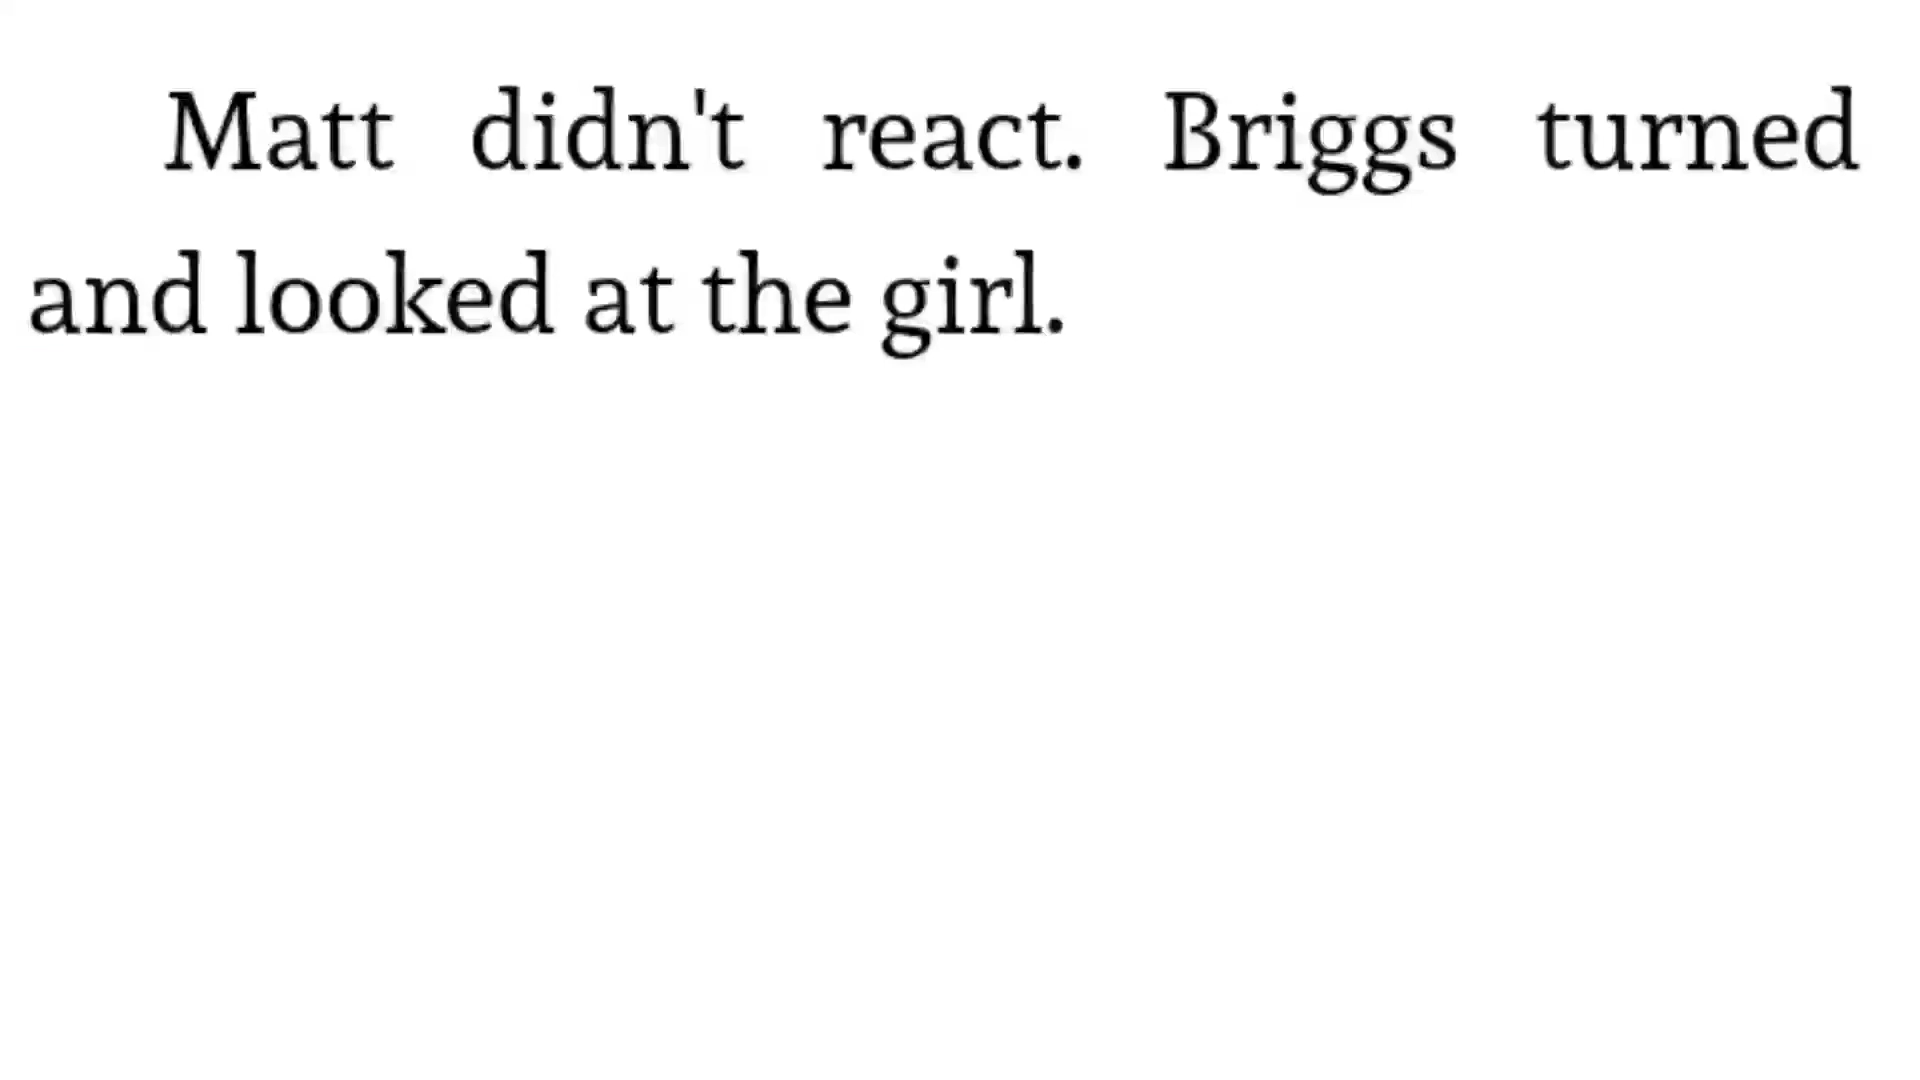 Matt didn't react. Briggs turned
and looked at the girl.